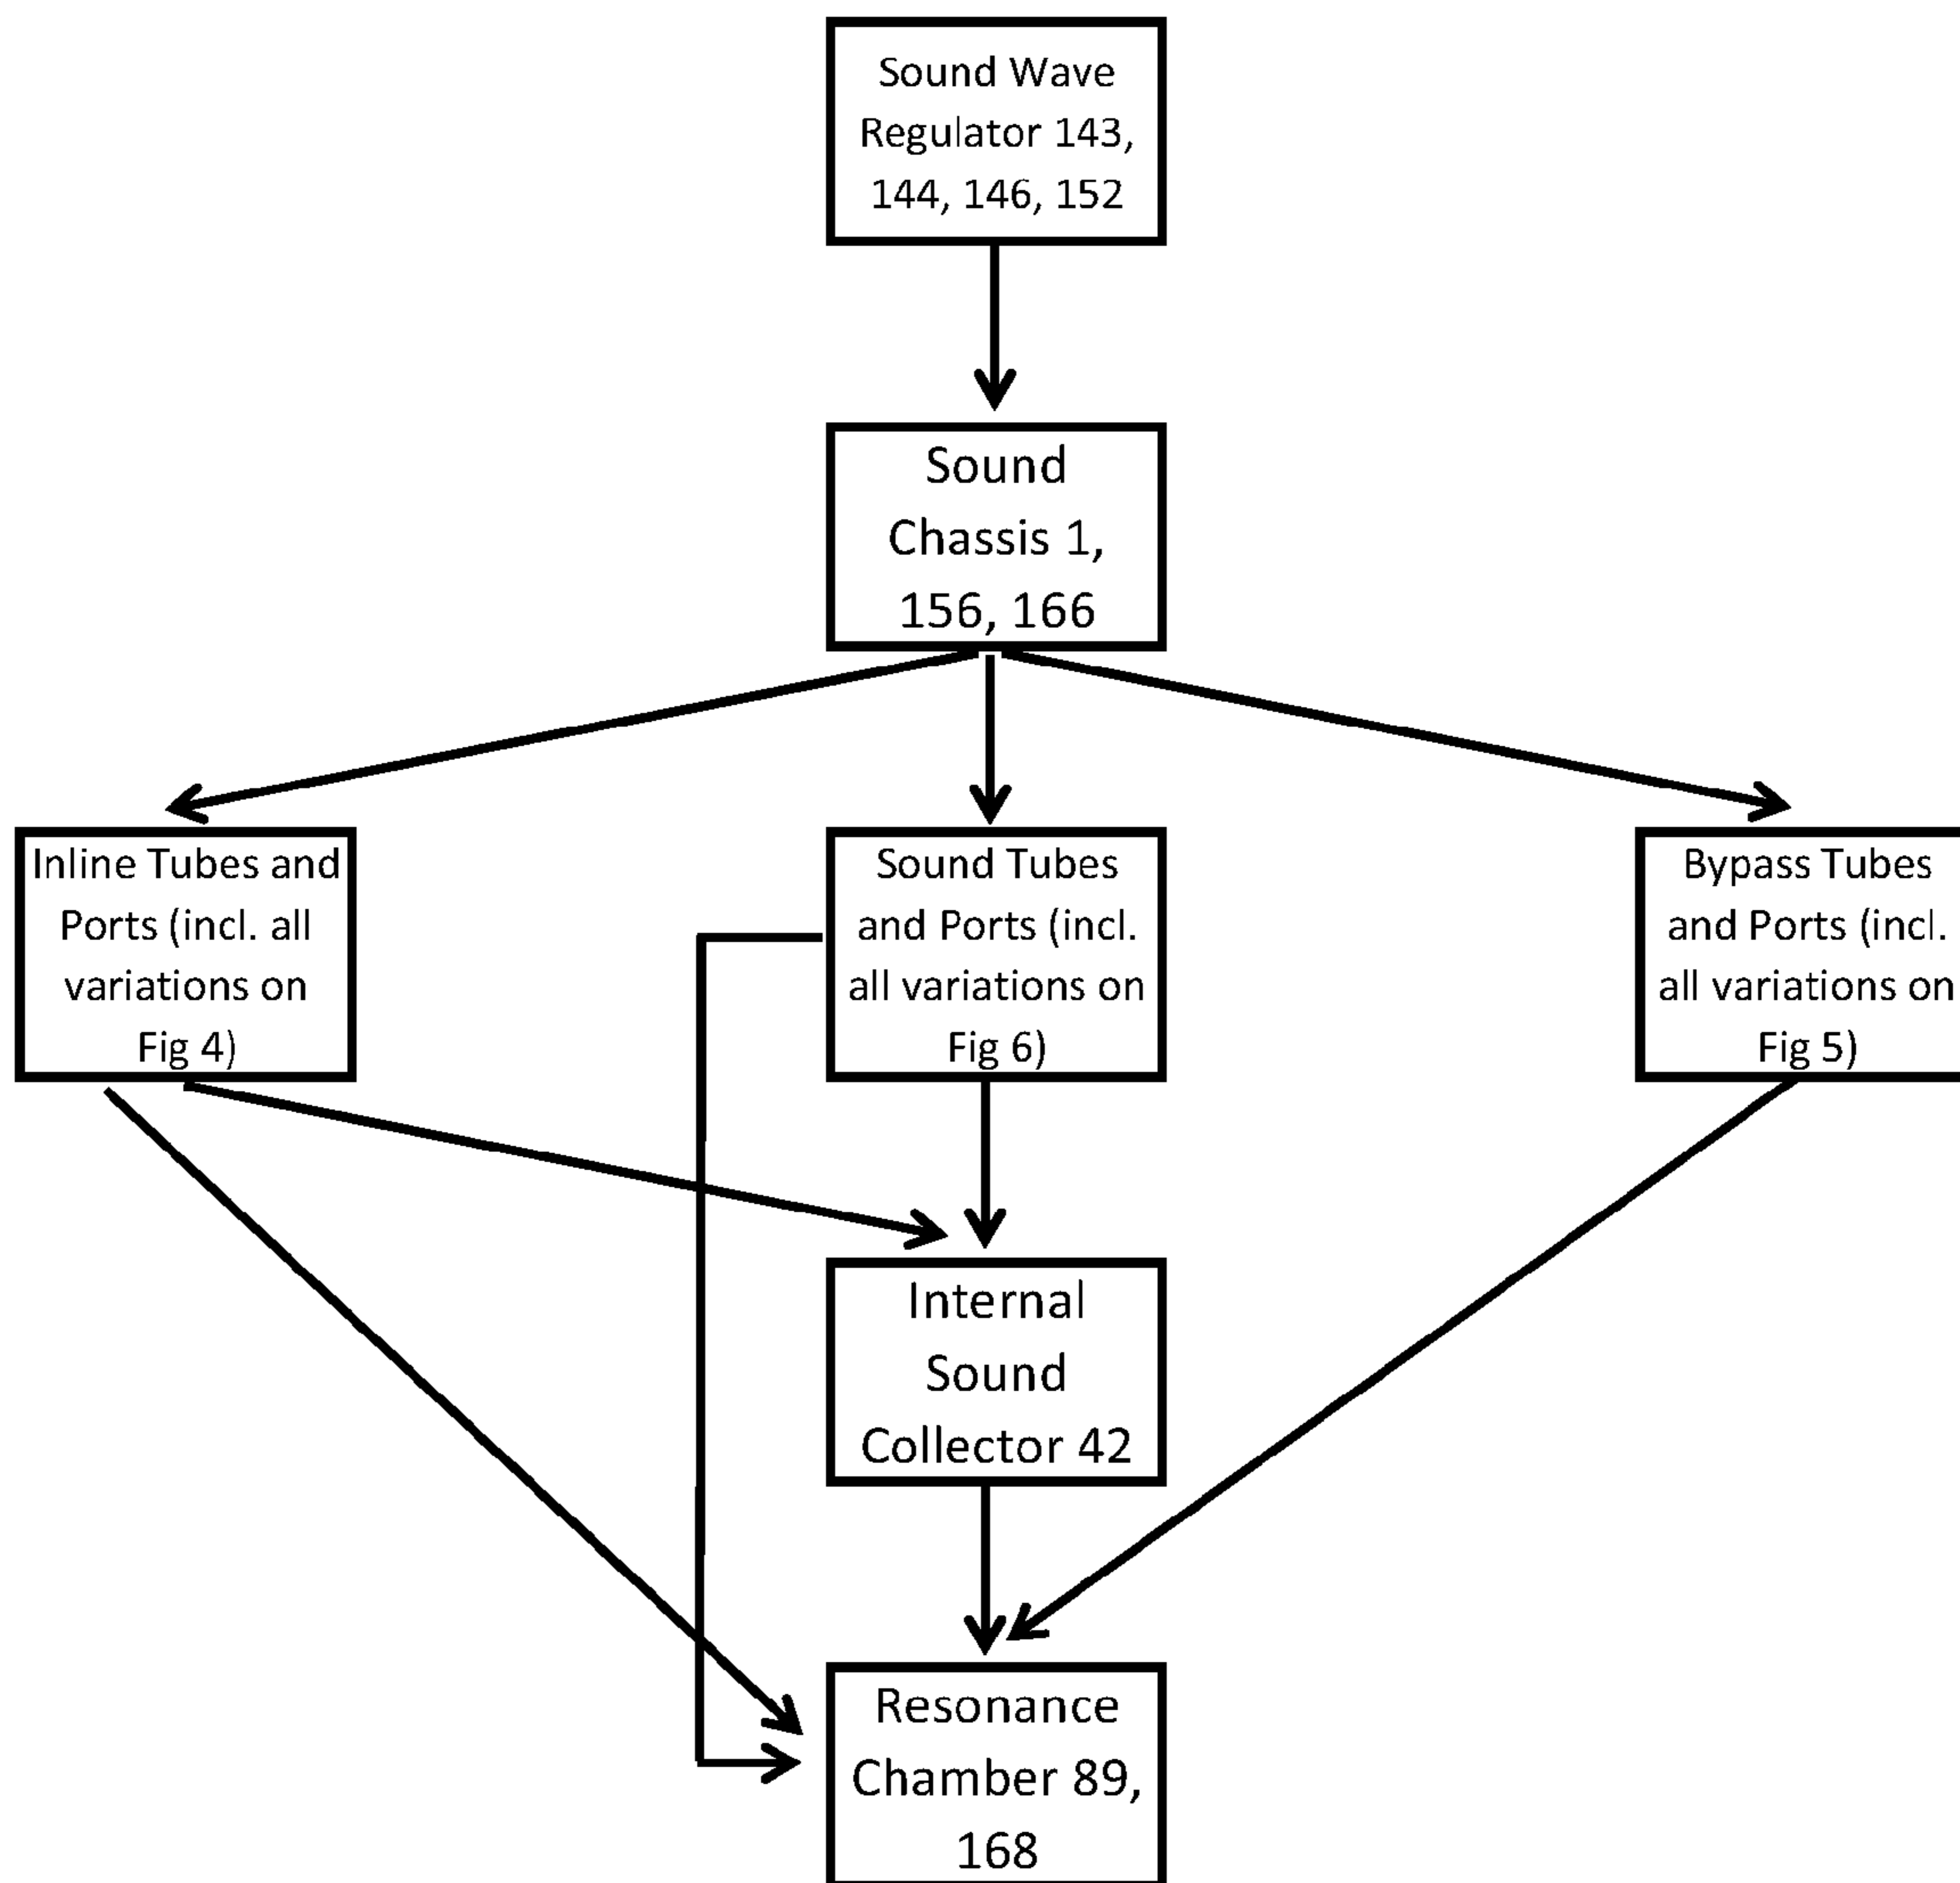 Sound Wave
Regulator 143,
144, 146, 152
Sound
Chassis 1,
156, 166
Inline Tubes and
Ports (incl. all
variations on
Fig 4)
Sound Tubes
and Ports (incl.
all variations on
Fig 6)
Bypass Tubes
and Ports (incl.
all variations on
Fig 5)
Internal
Sound
Collector 42
Resonance
Chamber 89,
168